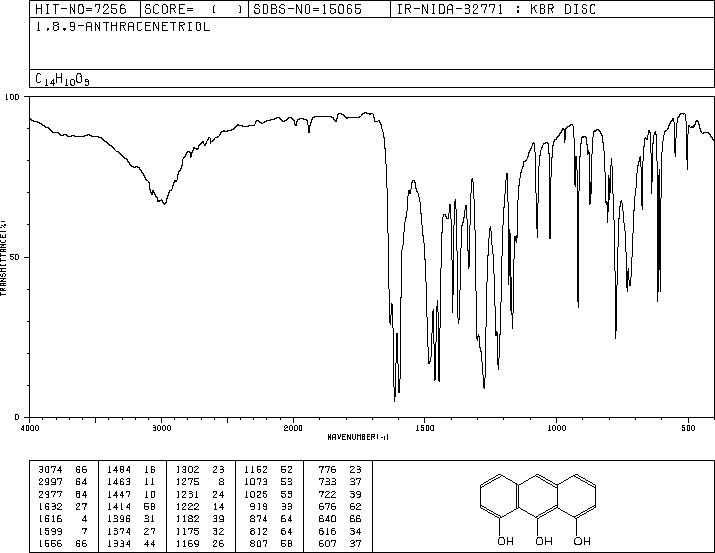 HIT-NO=7256 SCORE= ( ) SDBS-NO=15065 IR-NIDA-32771 : KBR DISC
1,8,9-ANTHRACENETRIOL
C14H10O3
100
50
0
TRANSMITTANCE(%)
4000 3000 2000 1500 1000 500
WAVENUMBER(-1)
3074 66 1484 16 1302 23 1162 62 776 23
2997 64 1463 11 1275 8 1073 53 733 37
2977 64 1447 10 1231 24 1025 53 722 39
1632 27 1414 58 1222 14 919 33 676 62
1616 4 1396 31 1182 39 874 64 640 66
1599 7 1374 27 1175 32 812 64 616 34
1556 66 1334 44 1169 26 807 58 607 37
OH OH OH